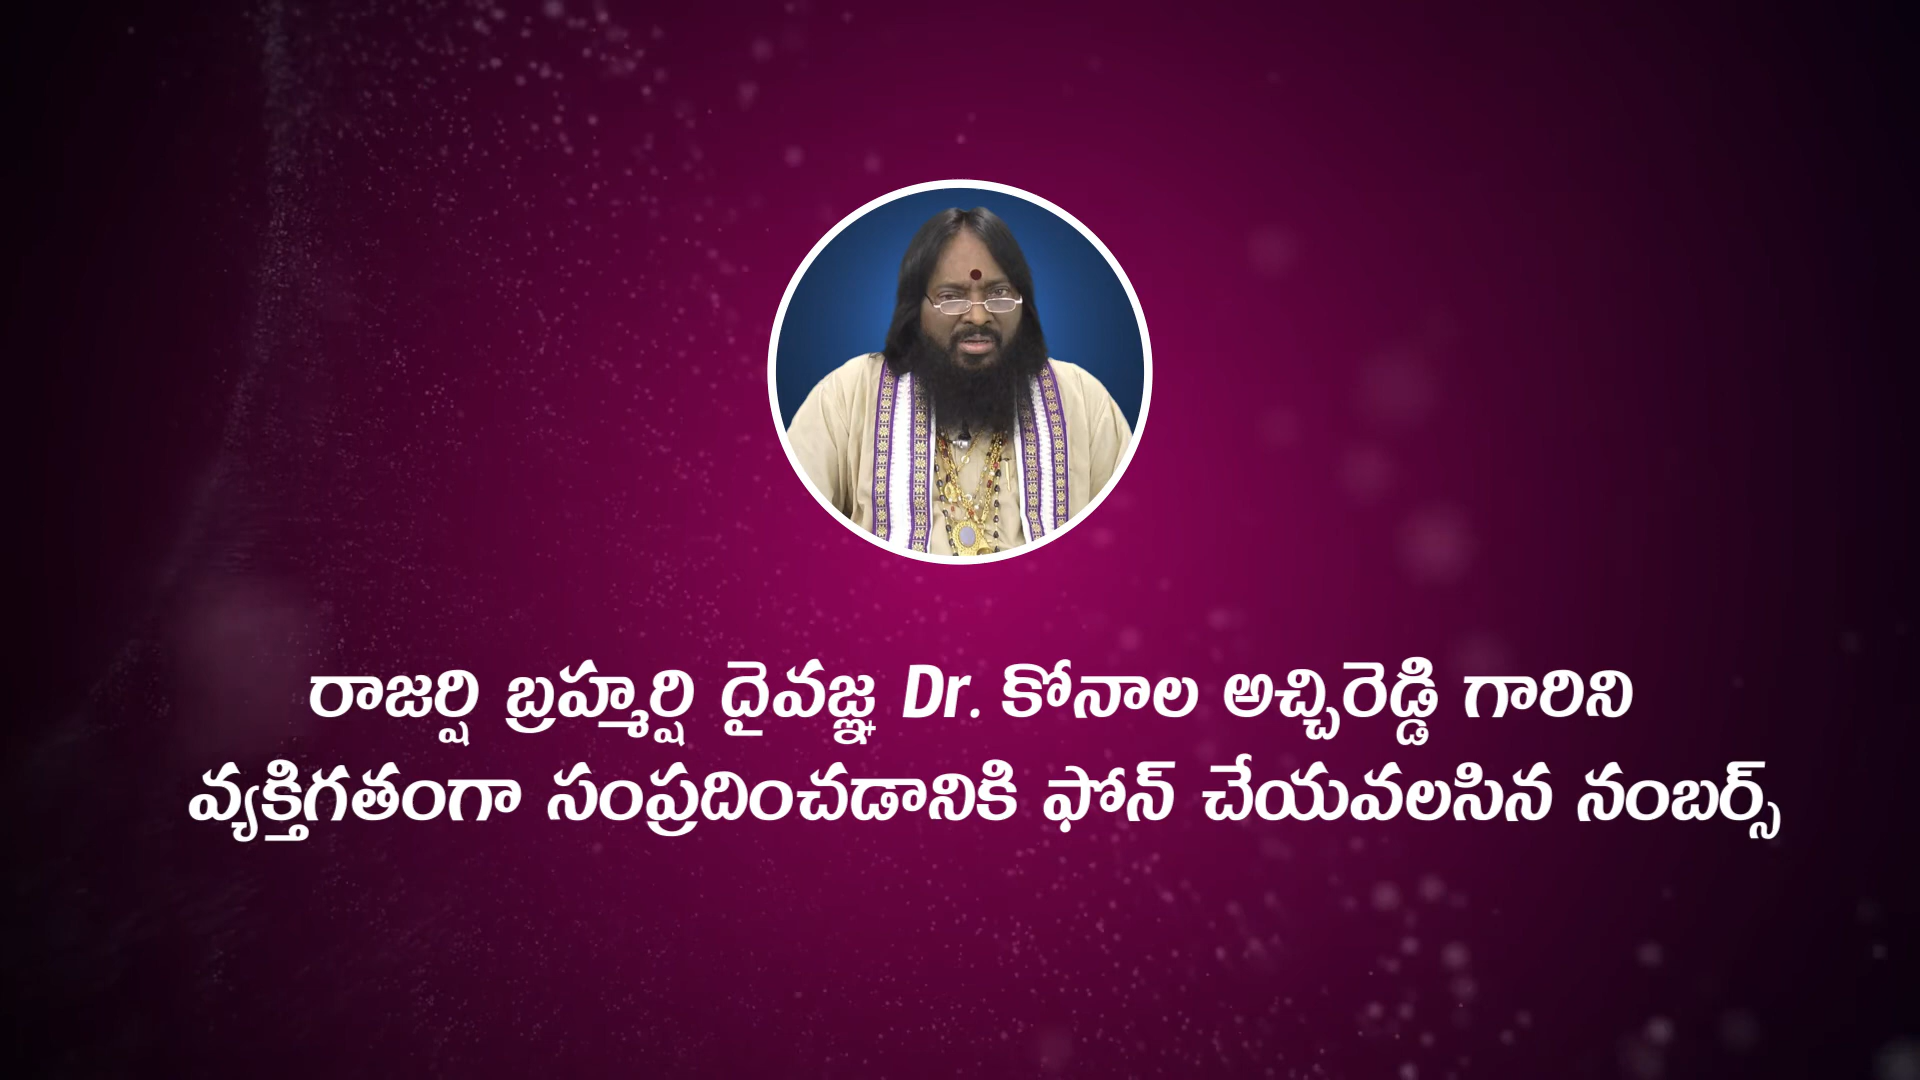 రాజర్షి బ్రహ్మర్షి దైవజ్ఞ Dr. కోనాల అచ్చిరెడ్డి గారిని
వ్యక్తిగతంగా సంప్రదించడానికి ఫోన్ చేయవలసిన నంబర్స్